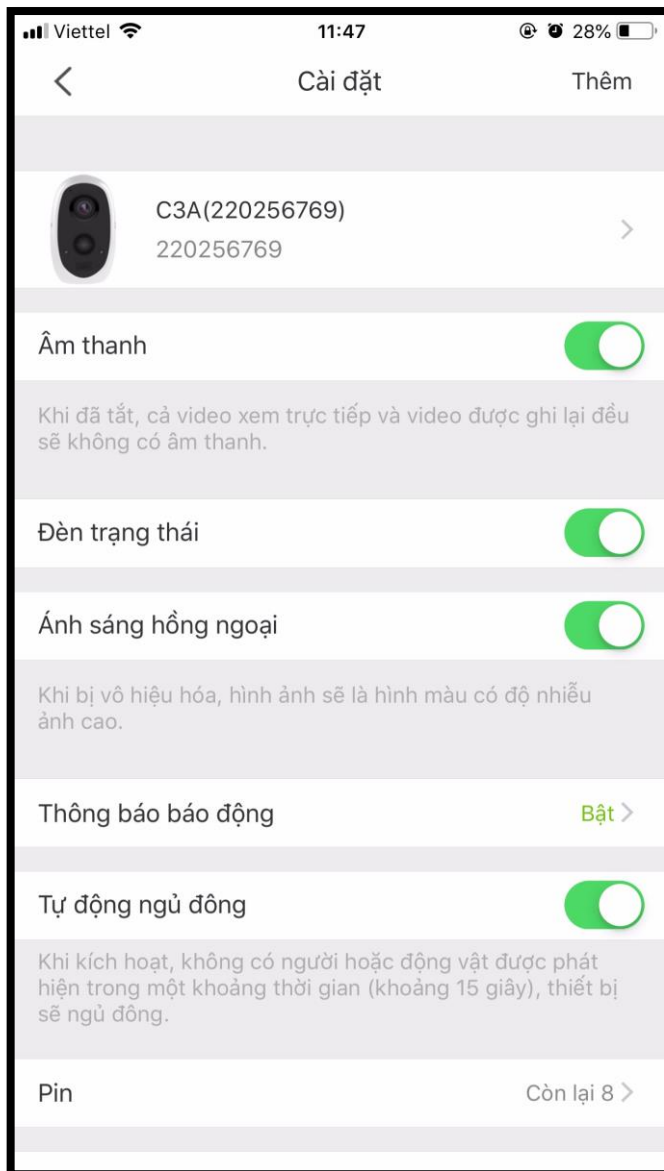 Viettel 11:47 28%
Cài đặt Thêm
C3A(220256769)
220256769
Âm thanh
Khi đã tắt, cả video xem trực tiếp và video được ghi lại đều
sẽ không có âm thanh.
Đèn trạng thái
Ánh sáng hồng ngoại
Khi bị vô hiệu hóa, hình ảnh sẽ là hình màu có độ nhiễu
ảnh cao.
Thông báo báo động Bật
Tự động ngủ đông
Khi kích hoạt, không có người hoặc động vật được phát
hiện trong một khoảng thời gian (khoảng 15 giây), thiết bị
sẽ ngủ đông.
Pin Còn lại 8